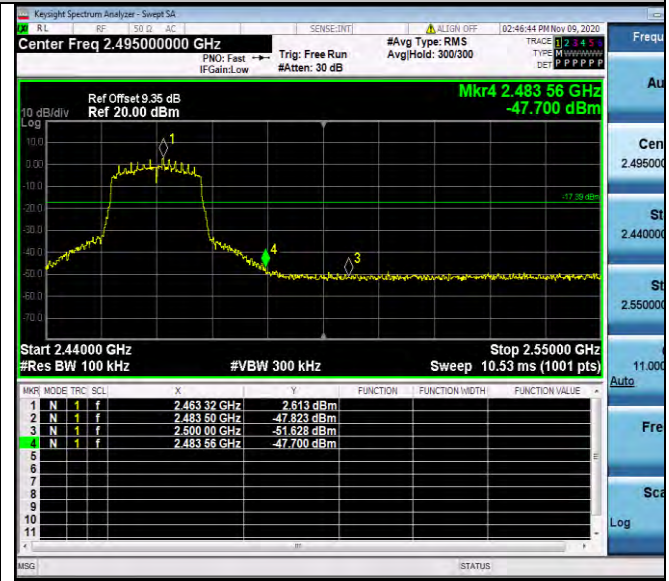 Keysight Spectrum Analyzer - Swept SA
RL RF 50 Ω AC SENSE:INT ALIGN OFF 02:46:44 PM Nov 09, 2020
Center Freq 2.495000000 GHz
PNO: Fast
IFGain:Low
Trig: Free Run
#Atten: 30 dB
#Avg Type: RMS
Avg|Hold: 300/300
TRACE 1 2 3 4 5 6
TYPE M W W W W W
DET P P P P P P
Frequ
Au
Cen
2.495000
St
2.440000
St
2.550000
11.000
Auto
Fre
Sca
Log
Ref Offset 9.35 dB
10 dB/div Ref 20.00 dBm
Log
Mkr4 2.483 56 GHz
-47.700 dBm
10.0
0.00
-10.0
-20.0
-30.0
-40.0
-50.0
-60.0
-70.0
1
-17.39 dBm
4
3
Start 2.44000 GHz Stop 2.55000 GHz
#Res BW 100 kHz #VBW 300 kHz Sweep 10.53 ms (1001 pts)
MKR MODE TRC SCL X Y FUNCTION FUNCTION WIDTH FUNCTION VALUE
1 N 1 f 2.463 32 GHz 2.613 dBm
2 N 1 f 2.483 50 GHz -47.823 dBm
3 N 1 f 2.500 00 GHz -51.628 dBm
4 N 1 f 2.483 56 GHz -47.700 dBm
5
6
7
8
9
10
11
MSG STATUS